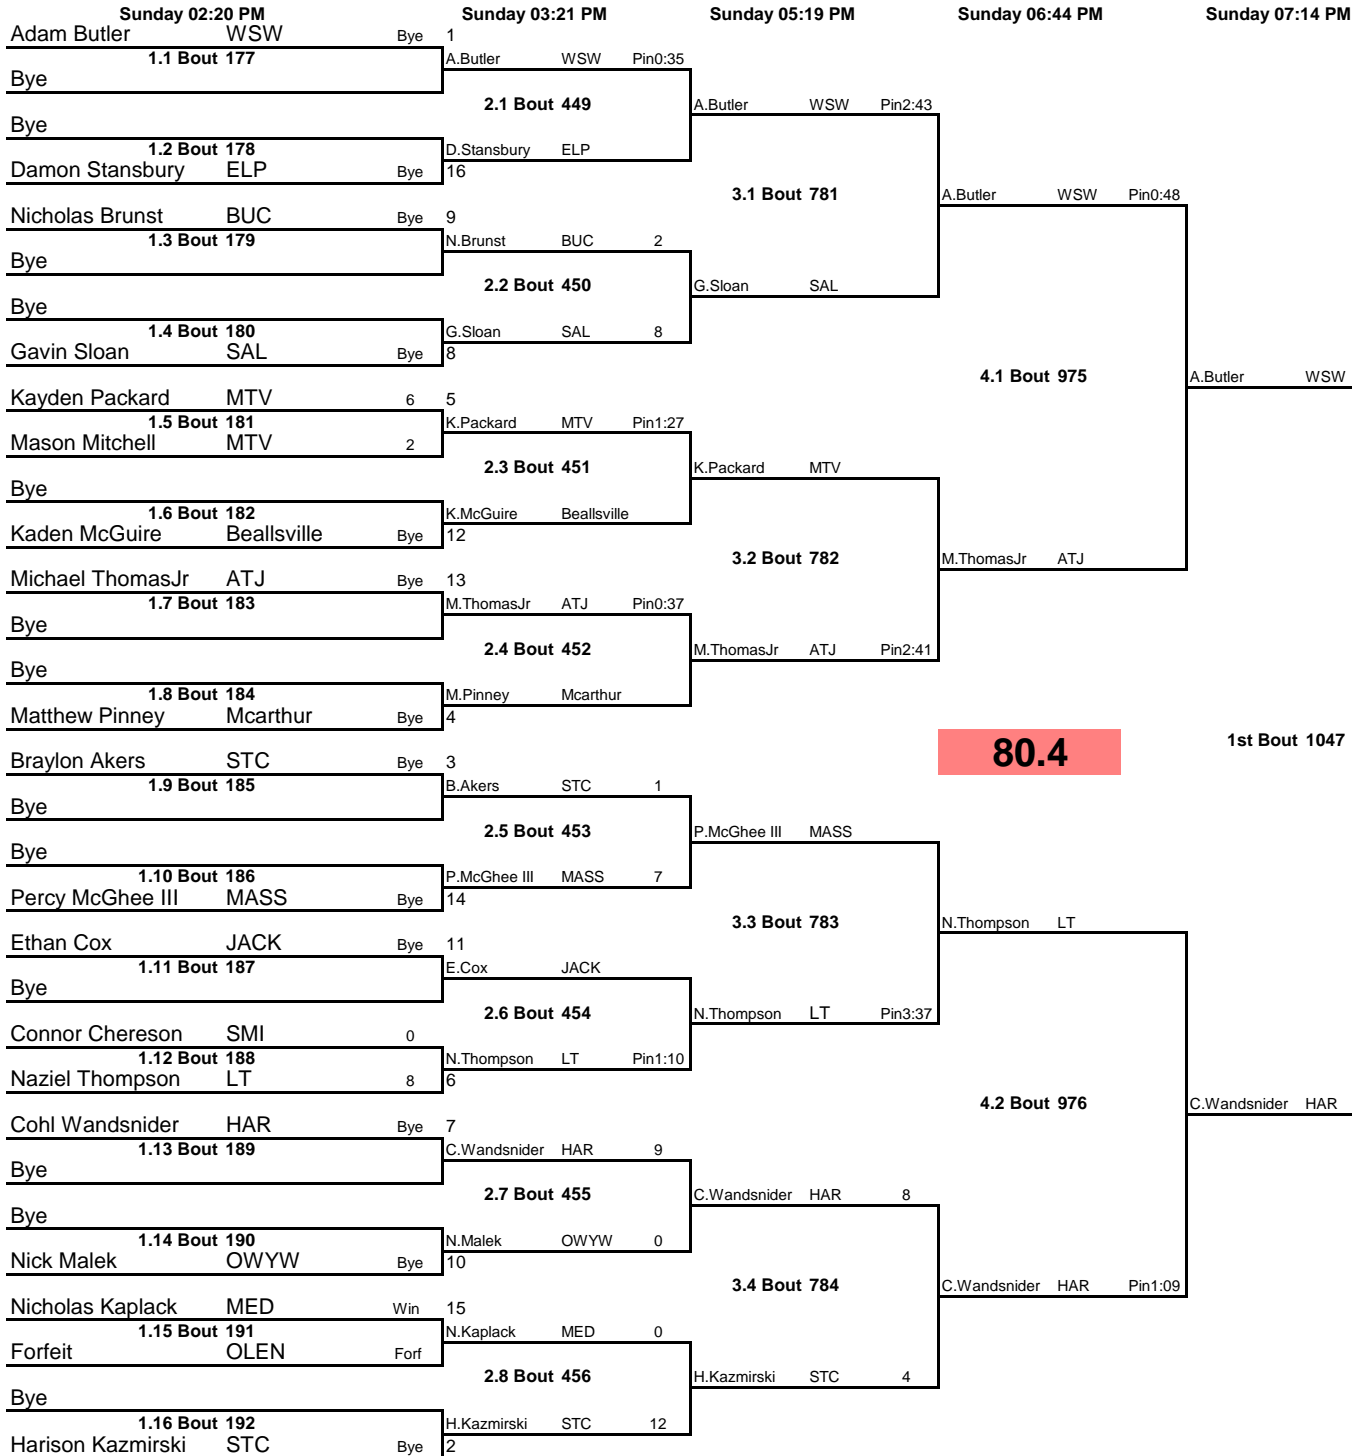 Sunday 02:20 PM Sunday 03:21 PM Sunday 05:19 PM Sunday 06:44 PM Sunday 07:14 PM
Adam Butler WSW Bye 1
1.1 Bout 177 A.Butler WSW Pin0:35
Bye
2.1 Bout 449 A.Butler WSW Pin2:43
Bye
1.2 Bout 178 D.Stansbury ELP
Damon Stansbury ELP Bye 16
3.1 Bout 781 A.Butler WSW Pin0:48
Nicholas Brunst BUC Bye 9
1.3 Bout 179 N.Brunst BUC 2
Bye
2.2 Bout 450 G.Sloan SAL
Bye
1.4 Bout 180 G.Sloan SAL 8
Gavin Sloan SAL Bye 8
4.1 Bout 975 A.Butler WSW
Kayden Packard MTV 6 5
1.5 Bout 181 K.Packard MTV Pin1:27
Mason Mitchell MTV 2
2.3 Bout 451 K.Packard MTV
Bye
1.6 Bout 182 K.McGuire Beallsville
Kaden McGuire Beallsville Bye 12
3.2 Bout 782 M.ThomasJr ATJ
Michael ThomasJr ATJ Bye 13
1.7 Bout 183 M.ThomasJr ATJ Pin0:37
Bye
2.4 Bout 452 M.ThomasJr ATJ Pin2:41
Bye
1.8 Bout 184 M.Pinney Mcarthur
Matthew Pinney Mcarthur Bye 4
80.4 1st Bout 1047
Braylon Akers STC Bye 3
1.9 Bout 185 B.Akers STC 1
Bye
2.5 Bout 453 P.McGhee III MASS
Bye
1.10 Bout 186 P.McGhee III MASS 7
Percy McGhee III MASS Bye 14
3.3 Bout 783 N.Thompson LT
Ethan Cox JACK Bye 11
1.11 Bout 187 E.Cox JACK
Bye
2.6 Bout 454 N.Thompson LT Pin3:37
Connor Chereson SMI 0
1.12 Bout 188 N.Thompson LT Pin1:10
Naziel Thompson LT 8 6
4.2 Bout 976 C.Wandsnider HAR
Cohl Wandsnider HAR Bye 7
1.13 Bout 189 C.Wandsnider HAR 9
Bye
2.7 Bout 455 C.Wandsnider HAR 8
Bye
1.14 Bout 190 N.Malek OWYW 0
Nick Malek OWYW Bye 10
3.4 Bout 784 C.Wandsnider HAR Pin1:09
Nicholas Kaplack MED Win 15
1.15 Bout 191 N.Kaplack MED 0
Forfeit OLEN Forf
2.8 Bout 456 H.Kazmirski STC 4
Bye
1.16 Bout 192 H.Kazmirski STC 12
Harison Kazmirski STC Bye 2